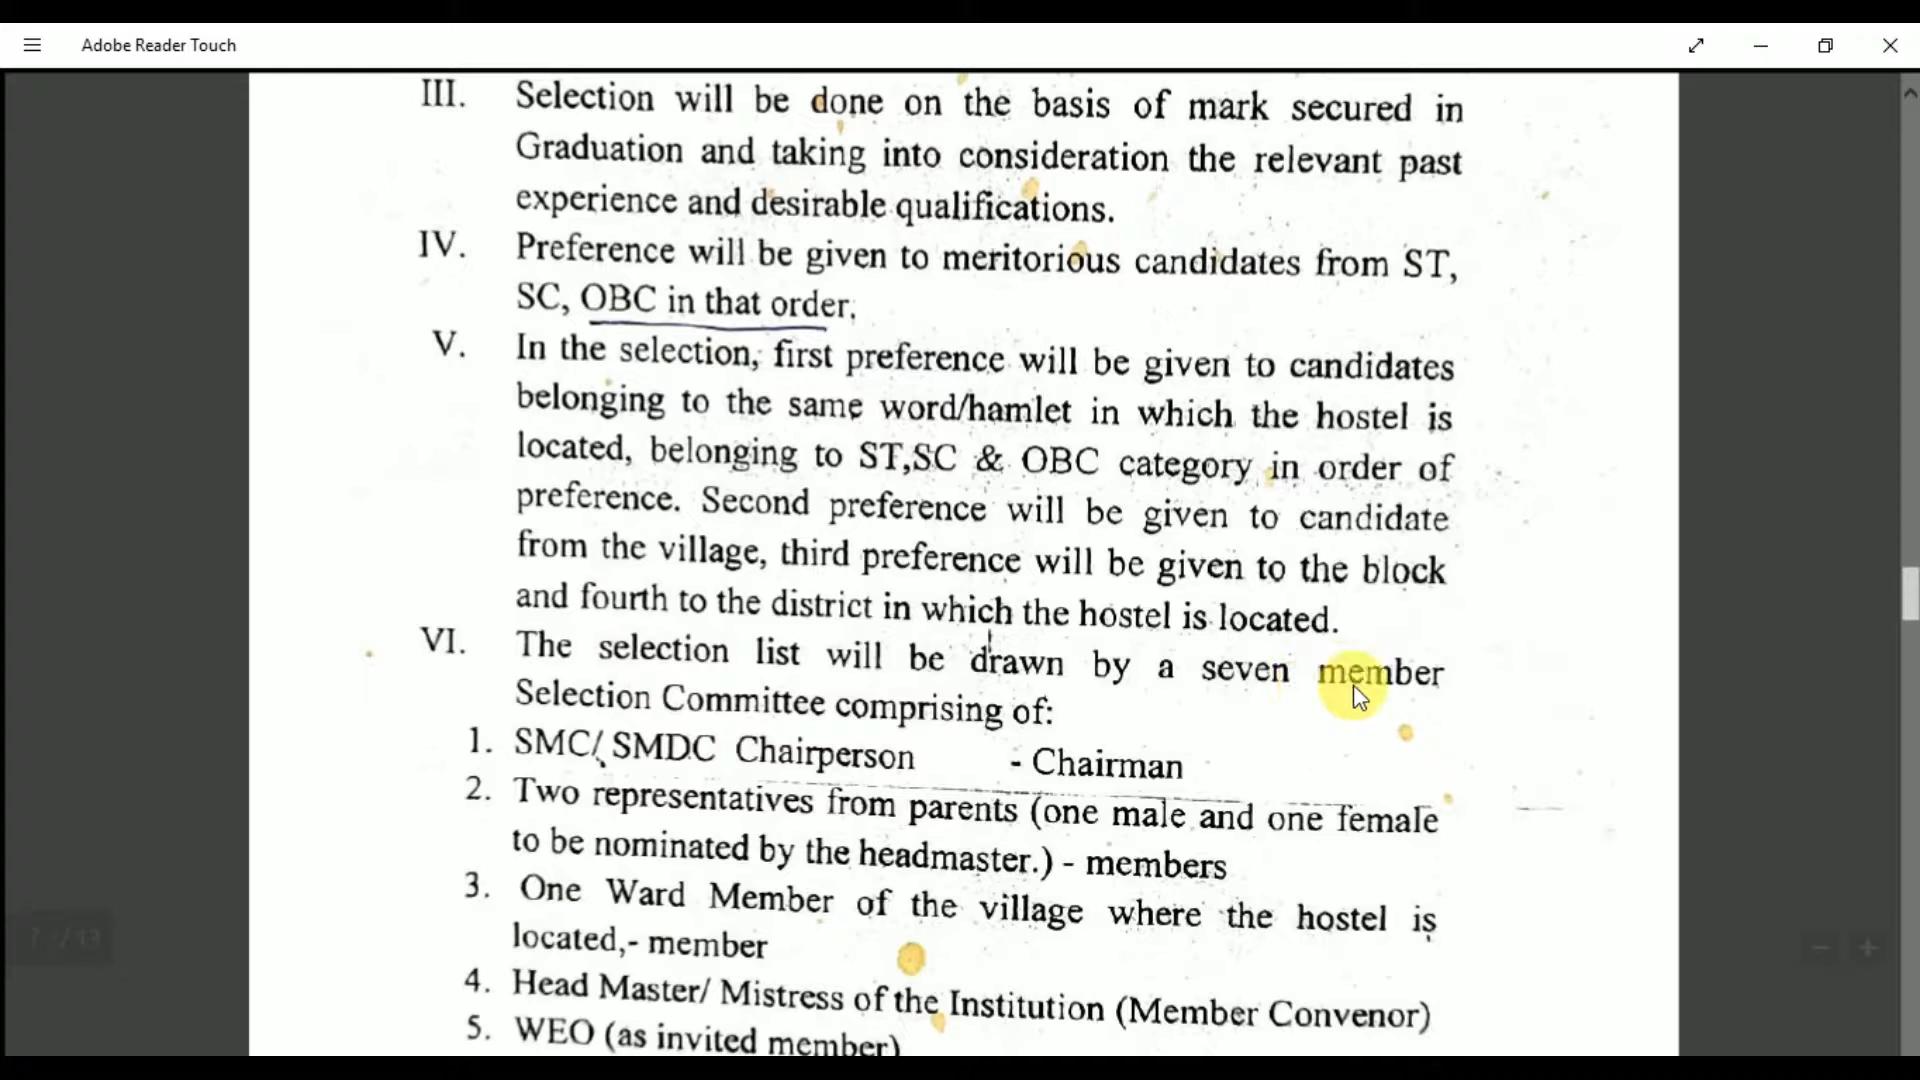 Adobe Reader Touch
III. Selection will be done on the basis of mark secured in
Graduation and taking into consideration the relevant past
experience and desirable qualifications.
IV. Preference will be given to meritorious candidates from ST,
SC, OBC in that order.
V. In the selection, first preference will be given to candidates
belonging to the same word/hamlet in which the hostel is
located, belonging to ST,SC & OBC category in order of
preference. Second preference will be given to candidate
from the village, third preference will be given to the block
and fourth to the district in which the hostel is located.
VI. The selection list will be drawn by a seven member
Selection Committee comprising of:
1. SMC/ SMDC Chairperson - Chairman
2. Two representatives from parents (one male and one female
to be nominated by the headmaster.) - members
3. One Ward Member of the village where the hostel is
located,- member
4. Head Master/ Mistress of the Institution (Member Convenor)
5. WEO (as invited member)
7 / 13